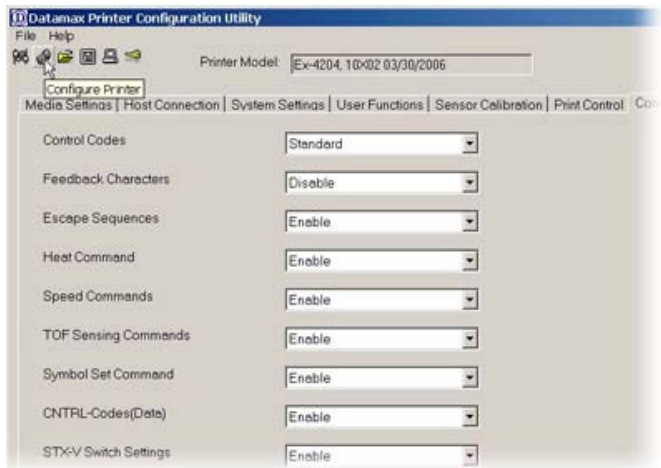 Datamax Printer Configuration Utility
File Help
Printer Model: Ex-4204, 10X02 03/30/2006
Configure Printer
Media Settings Host Connection System Settings User Functions Sensor Calibration Print Control
Control Codes Standard
Feedback Characters Disable
Escape Sequences Enable
Heat Command Enable
Speed Commands Enable
TOF Sensing Commands Enable
Symbol Set Command Enable
CNTRL-Codes(Data) Enable
STX-V Switch Settings Enable